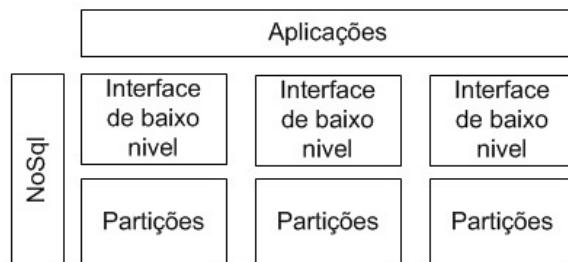 Aplicações
NoSql
Interface
de baixo
nivel
Interface
de baixo
nivel
Interface
de baixo
nivel
Partições
Partições
Partições